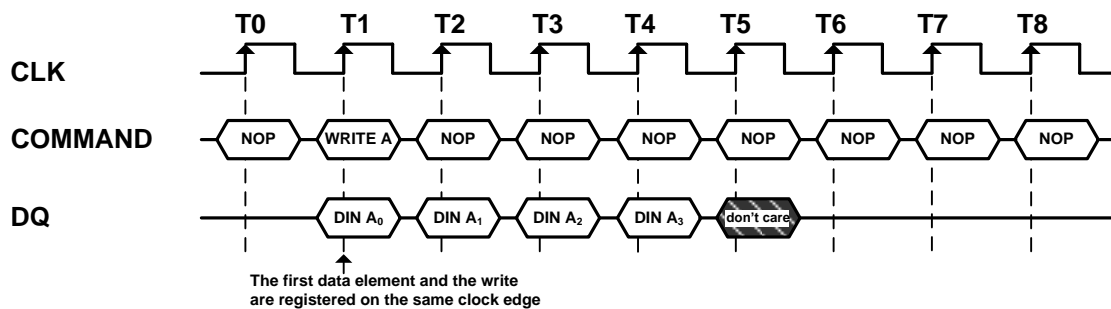 T0 T1 T2 T3 T4 T5 T6 T7 T8
CLK
COMMAND NOP WRITE A NOP NOP NOP NOP NOP NOP NOP
DQ DIN A₀ DIN A₁ DIN A₂ DIN A₃ don't care
The first data element and the write
are registered on the same clock edge